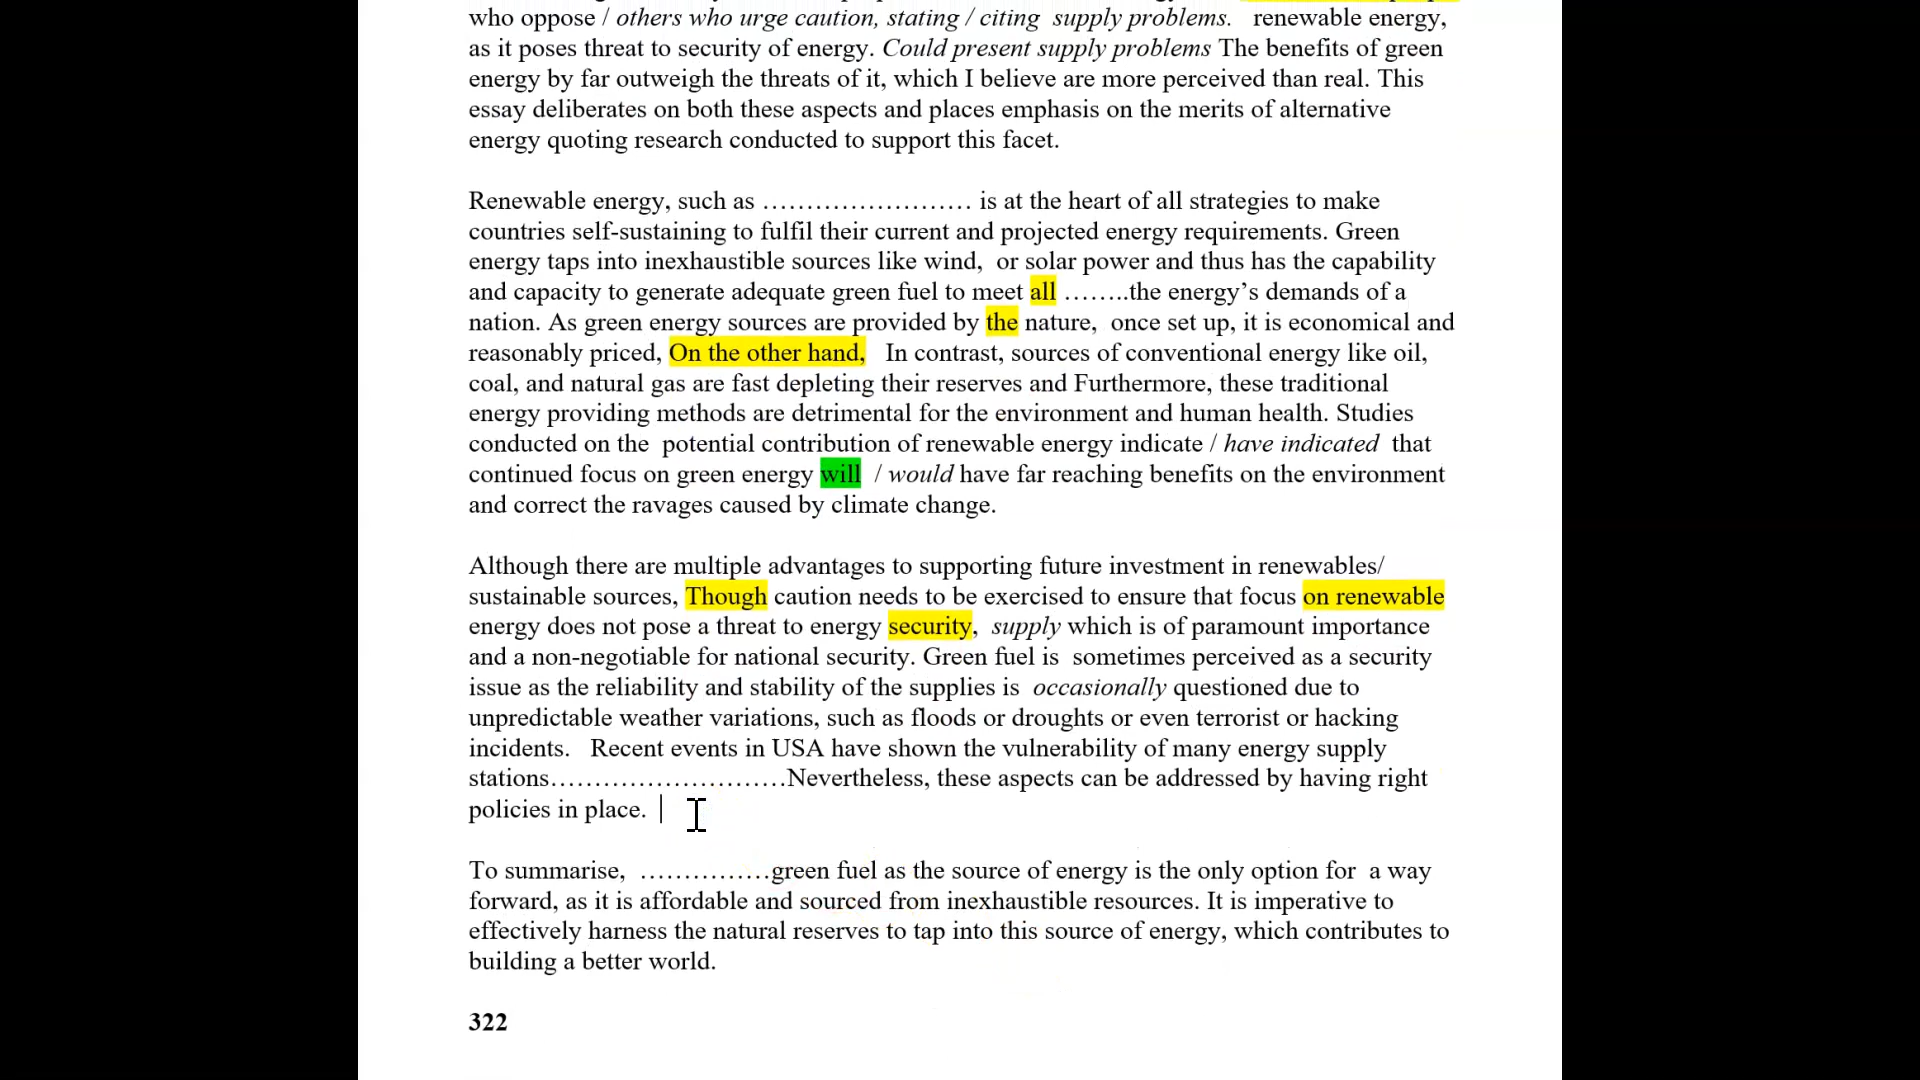 who oppose / others who urge caution, stating / citing supply problems. renewable energy,
as it poses threat to security of energy. Could present supply problems The benefits of green
energy by far outweigh the threats of it, which I believe are more perceived than real. This
essay deliberates on both these aspects and places emphasis on the merits of alternative
energy quoting research conducted to support this facet.
Renewable energy, such as …………………… is at the heart of all strategies to make
countries self-sustaining to fulfil their current and projected energy requirements. Green
energy taps into inexhaustible sources like wind, or solar power and thus has the capability
and capacity to generate adequate green fuel to meet all ……..the energy’s demands of a
nation. As green energy sources are provided by the nature, once set up, it is economical and
reasonably priced, On the other hand, In contrast, sources of conventional energy like oil,
coal, and natural gas are fast depleting their reserves and Furthermore, these traditional
energy providing methods are detrimental for the environment and human health. Studies
conducted on the potential contribution of renewable energy indicate / have indicated that
continued focus on green energy will / would have far reaching benefits on the environment
and correct the ravages caused by climate change.
Although there are multiple advantages to supporting future investment in renewables/
sustainable sources, Though caution needs to be exercised to ensure that focus on renewable
energy does not pose a threat to energy security, supply which is of paramount importance
and a non-negotiable for national security. Green fuel is sometimes perceived as a security
issue as the reliability and stability of the supplies is occasionally questioned due to
unpredictable weather variations, such as floods or droughts or even terrorist or hacking
incidents. Recent events in USA have shown the vulnerability of many energy supply
stations………………………Nevertheless, these aspects can be addressed by having right
policies in place.
To summarise, ……………green fuel as the source of energy is the only option for a way
forward, as it is affordable and sourced from inexhaustible resources. It is imperative to
effectively harness the natural reserves to tap into this source of energy, which contributes to
building a better world.
322